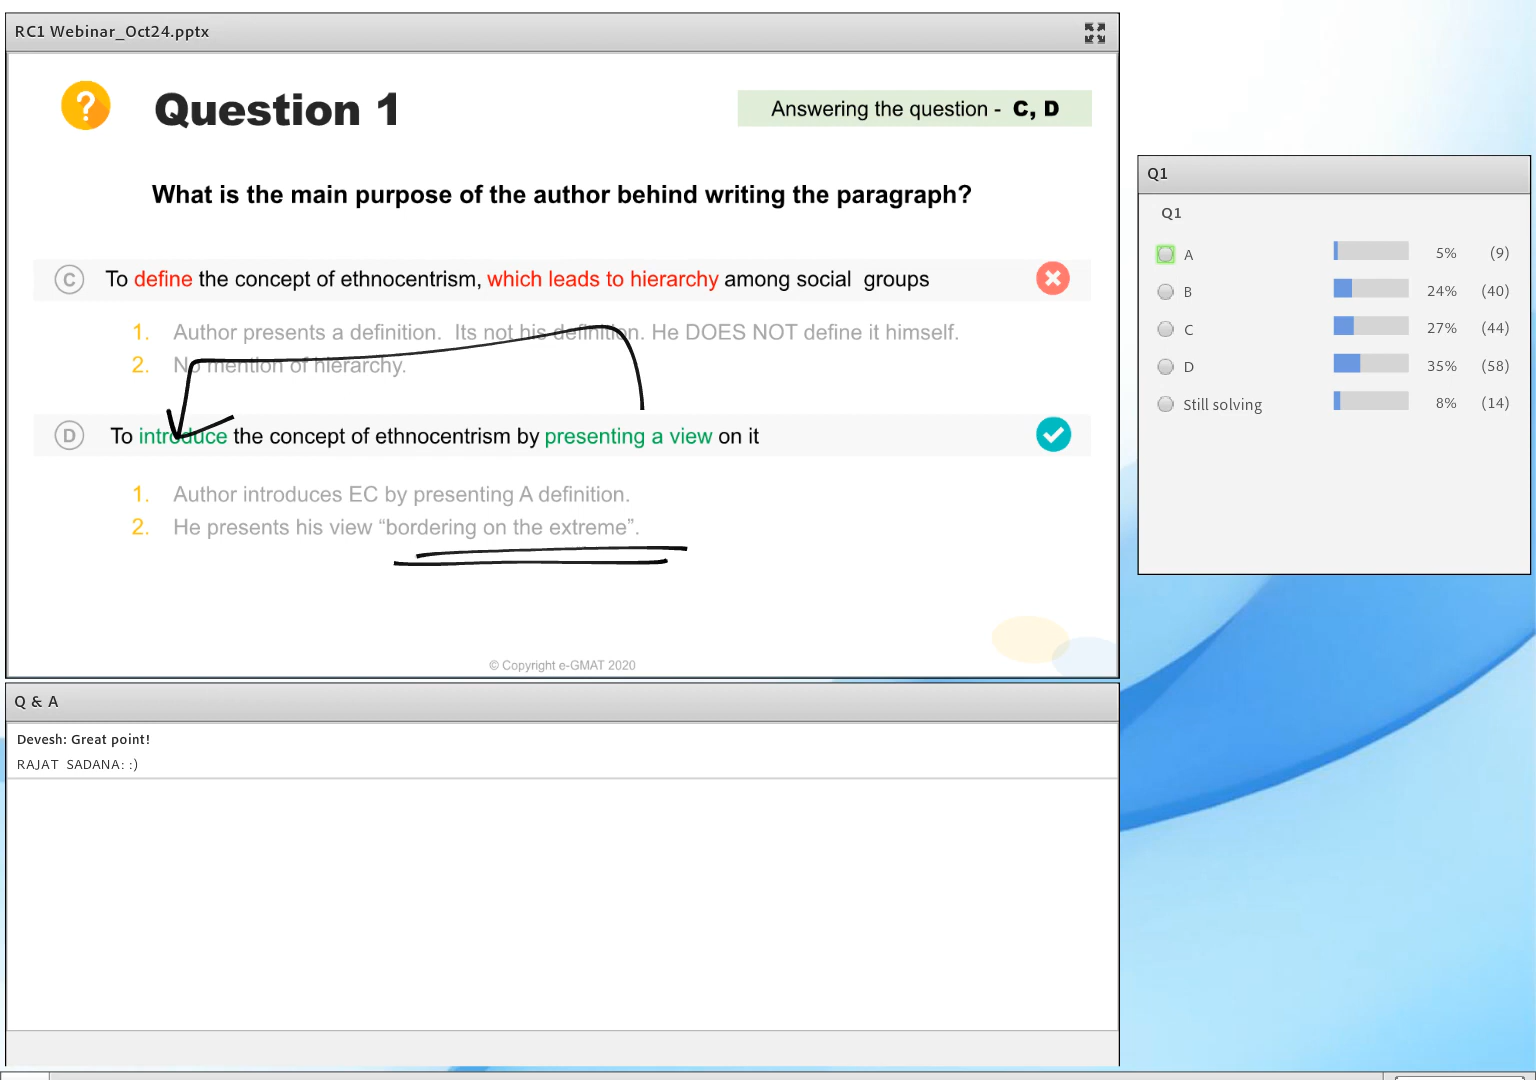 RC1 Webinar_Oct24.pptx
?
Question 1
Answering the question - C, D
What is the main purpose of the author behind writing the paragraph?
C To define the concept of ethnocentrism, which leads to hierarchy among social groups
1. Author presents a definition. Its not his definition. He DOES NOT define it himself.
2. No mention of hierarchy.
D To introduce the concept of ethnocentrism by presenting a view on it
1. Author introduces EC by presenting A definition.
2. He presents his view “bordering on the extreme”.
© Copyright e-GMAT 2020
Q1
Q1
A 5% (9)
B 24% (40)
C 27% (44)
D 35% (58)
Still solving 8% (14)
Q & A
Devesh: Great point!
RAJAT SADANA: :)